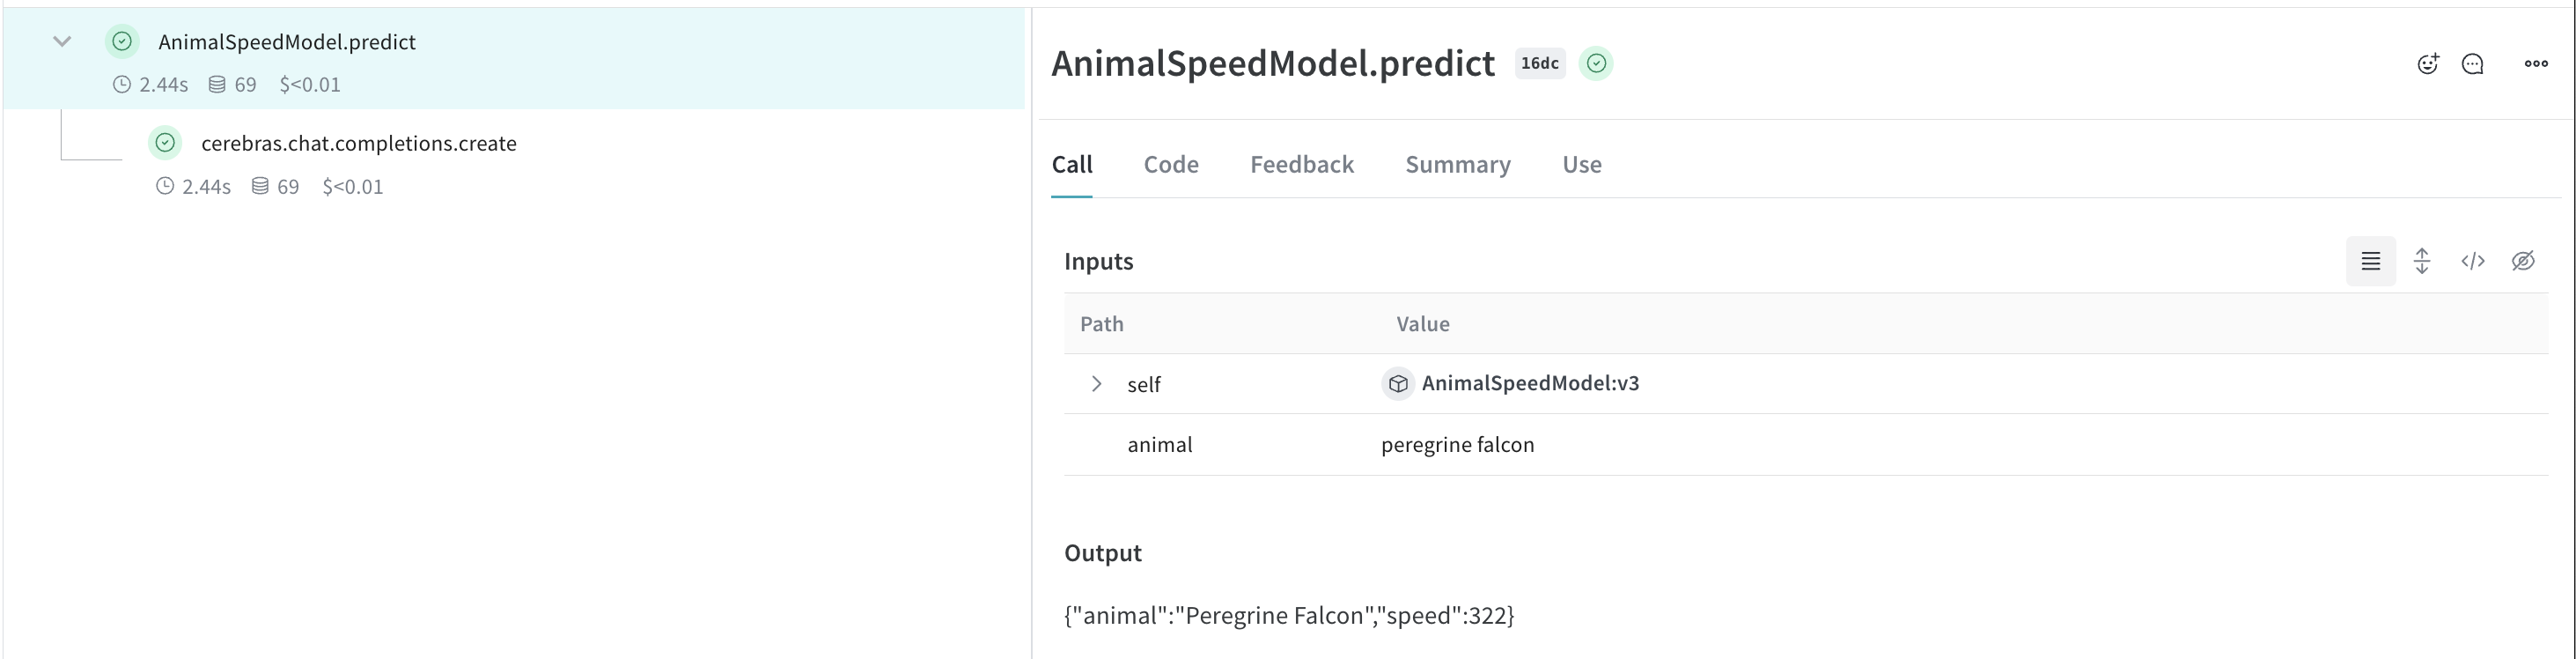 AnimalSpeedModel.predict
2.44s 69 $<0.01
cerebras.chat.completions.create
2.44s 69 $<0.01
AnimalSpeedModel.predict 16dc
Call Code Feedback Summary Use
Inputs
Path Value
self AnimalSpeedModel:v3
animal peregrine falcon
Output
{"animal":"Peregrine Falcon","speed":322}